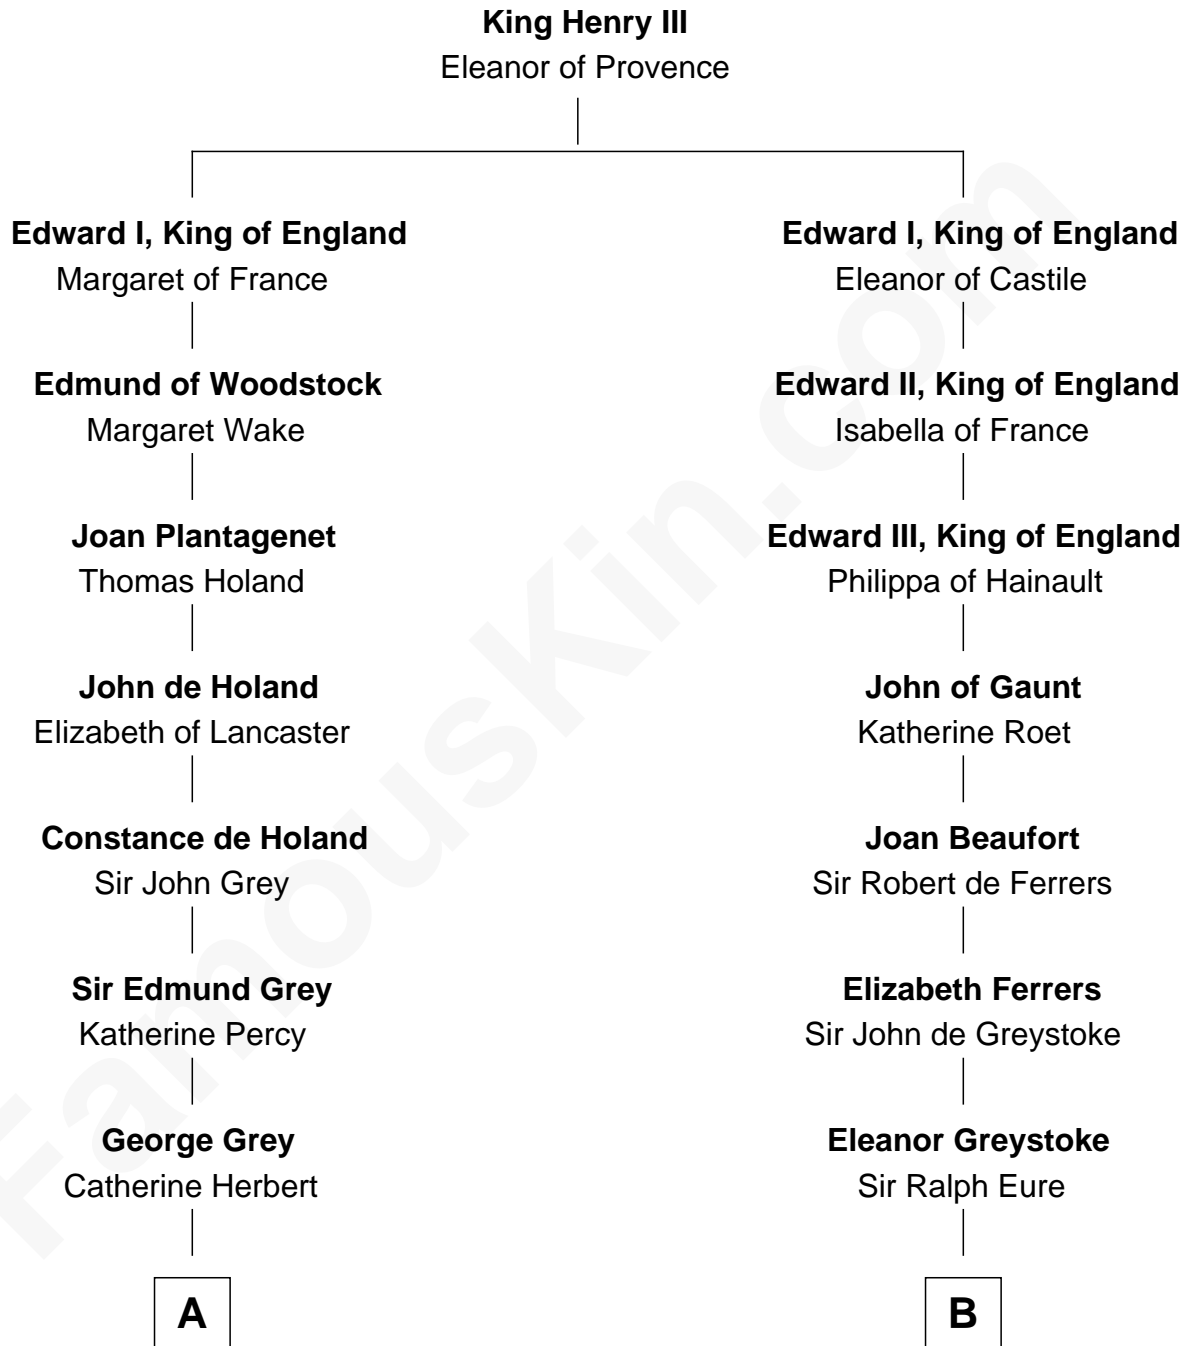 King Henry III
Eleanor of Provence
Edward I, King of England
Margaret of France
Edward I, King of England
Eleanor of Castile
Edmund of Woodstock
Margaret Wake
Edward II, King of England
Isabella of France
Joan Plantagenet
Thomas Holand
Edward III, King of England
Philippa of Hainault
John de Holand
Elizabeth of Lancaster
John of Gaunt
Katherine Roet
Constance de Holand
Sir John Grey
Joan Beaufort
Sir Robert de Ferrers
Sir Edmund Grey
Katherine Percy
Elizabeth Ferrers
Sir John de Greystoke
George Grey
Catherine Herbert
Eleanor Greystoke
Sir Ralph Eure
A
B
FamousKin.com